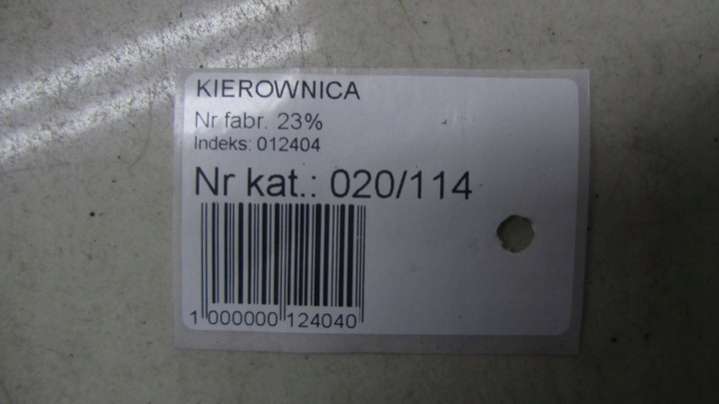 KIEROWNICA
Nr fabr. 23%
Indeks: 012404
Nr kat.: 020/114
1 000000 124040